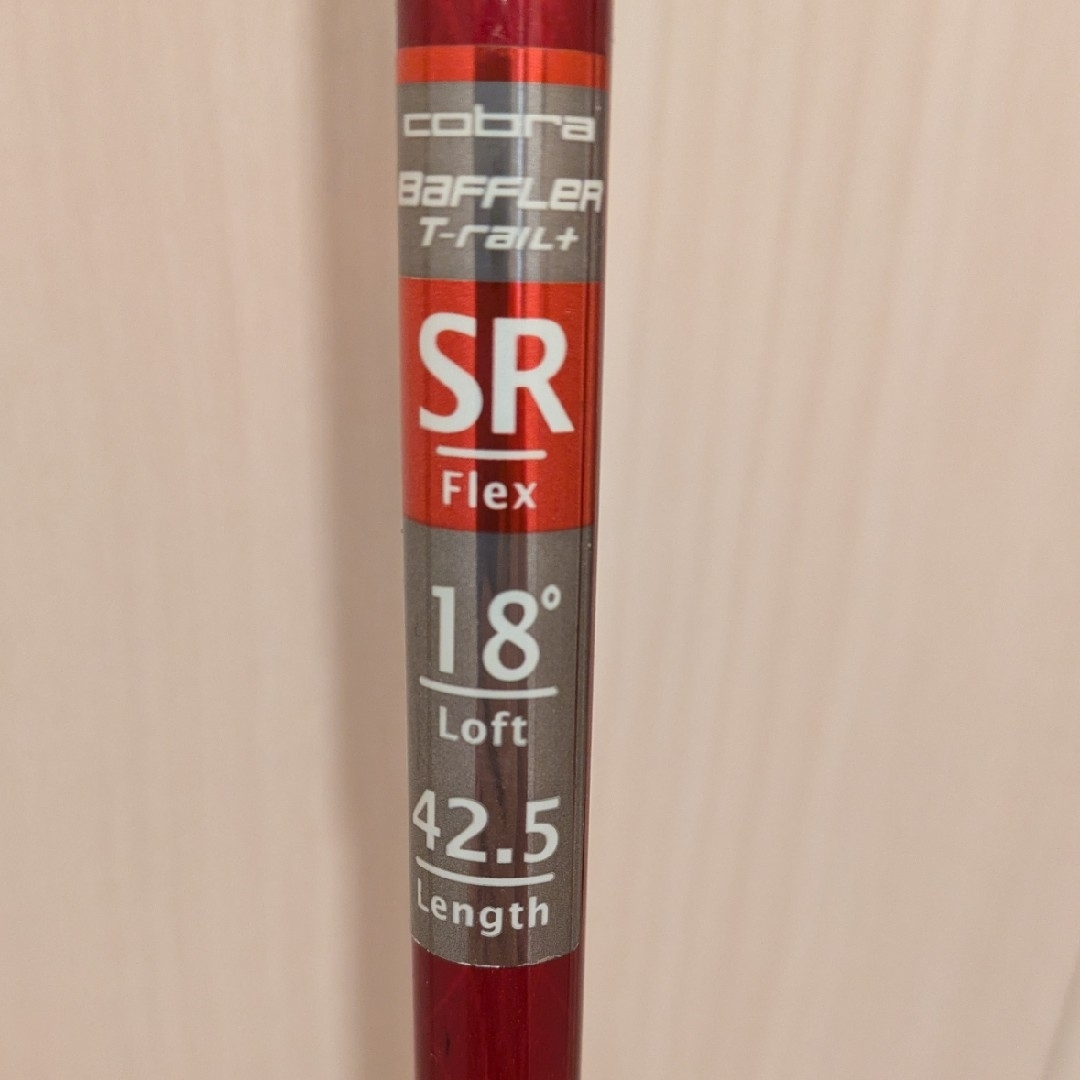 cobra
BAFFLER
T-RAIL+
SR
Flex
18°
Loft
42.5
Length